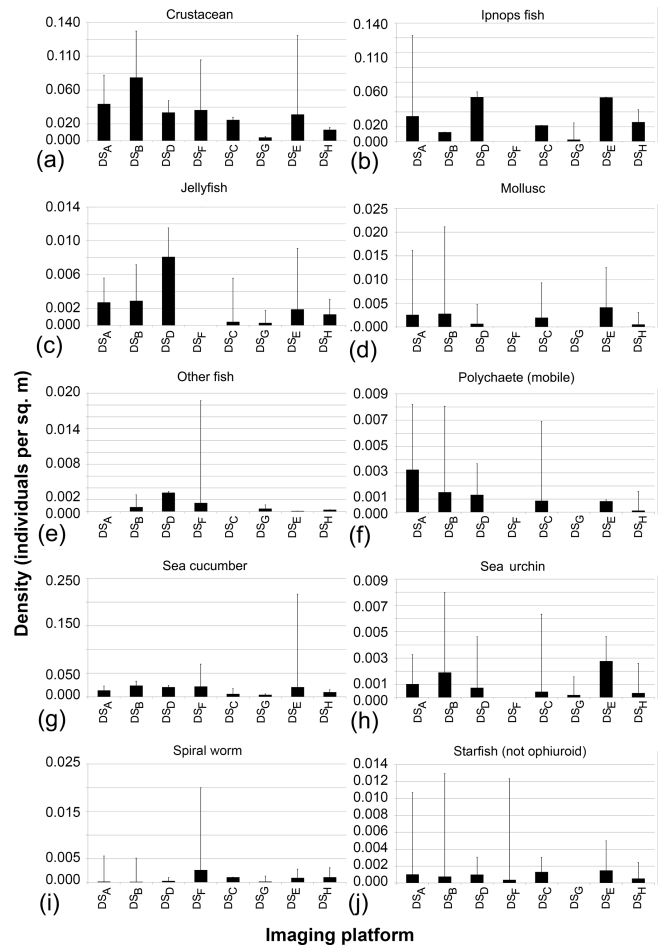 Density (individuals per sq. m)
Crustacean
0.140
0.100
0.060
0.020
0.000
(a)
DSA DSB DSD DSF DSC DSG DSE DSH
Ipnops fish
0.140
0.100
0.060
0.020
0.000
(b)
DSA DSB DSD DSF DSC DSG DSE DSH
Jellyfish
0.014
0.010
0.006
0.002
0.000
(c)
DSA DSB DSD DSF DSC DSG DSE DSH
Mollusc
0.025
0.020
0.015
0.010
0.005
.000
(d)
DSA DSB DSD DSF DSC DSG DSE DSH
Other fish
0.020
0.014
0.008
0.002
0.000
(e)
DSA DSB DSD DSF DSC DSG DSE DSH
Polychaete (mobile)
0.009
0.007
0.005
0.003
0.001
0.000
(f)
DSA DSB DSD DSF DSC DSG DSE DSH
Sea cucumber
0.250
0.150
0.050
0.000
(g)
DSA DSB DSD DSF DSC DSG DSE DSH
Sea urchin
0.009
0.007
0.005
0.003
0.001
0.000
(h)
DSA DSB DSD DSF DSC DSG DSE DSH
Spiral worm
0.025
0.015
0.005
0.000
(i)
DSA DSB DSD DSF DSC DSG DSE DSH
Starfish (not ophiuroid)
0.014
0.012
0.010
0.008
0.006
0.004
0.002
0.000
(j)
DSA DSB DSD DSF DSC DSG DSE DSH
Imaging platform